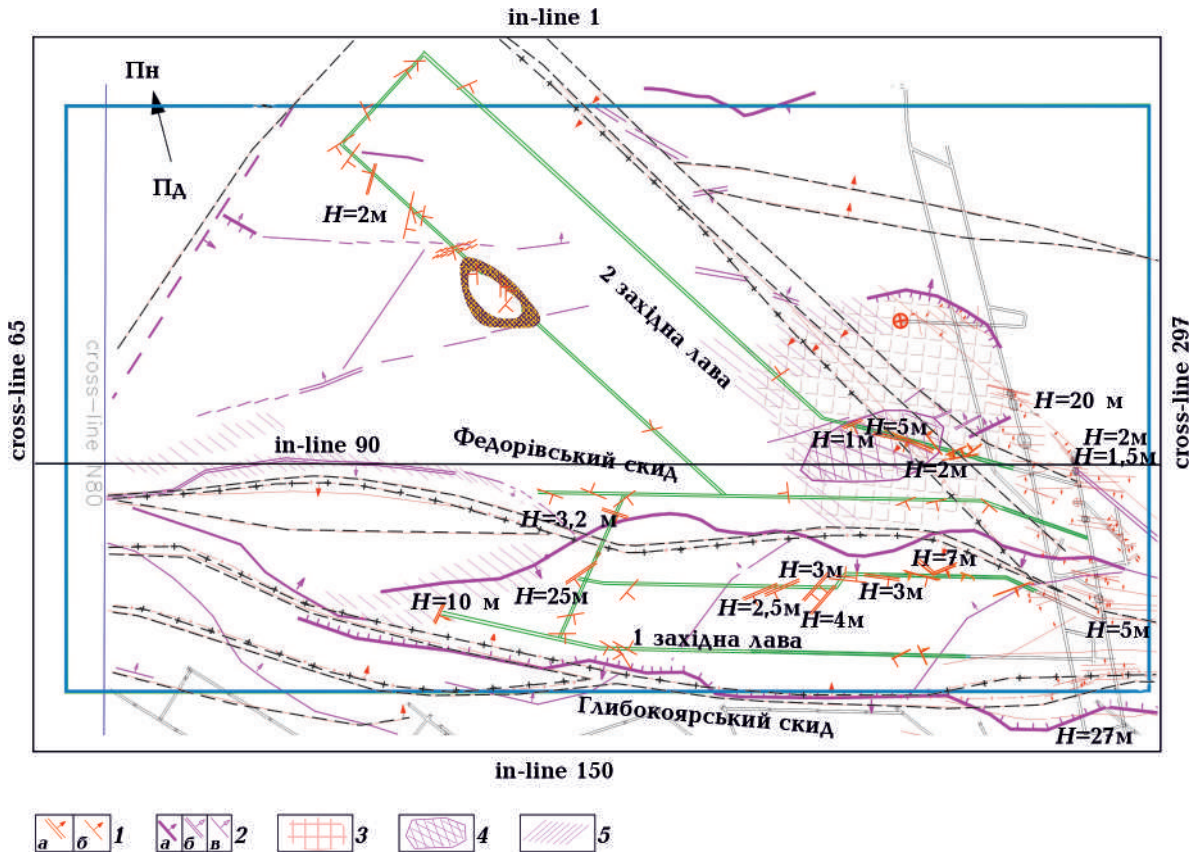 in-line 1
Пн
Пд
H=2м
2 західна лава
cross-line 65
cross-line 297
cross-line N80
H=20 м
H=5м
H=1м
H=2м
H=1,5м
H=2м
Федорівський скид
in-line 90
H=3,2 м
H=7м
H=3м
H=3м
H=25м
H=10 м
H=2,5м
H=4м
H=5м
1 західна лава
Глибокоярський скид
H=27м
in-line 150
а б 1 а б в 2 3 4 5